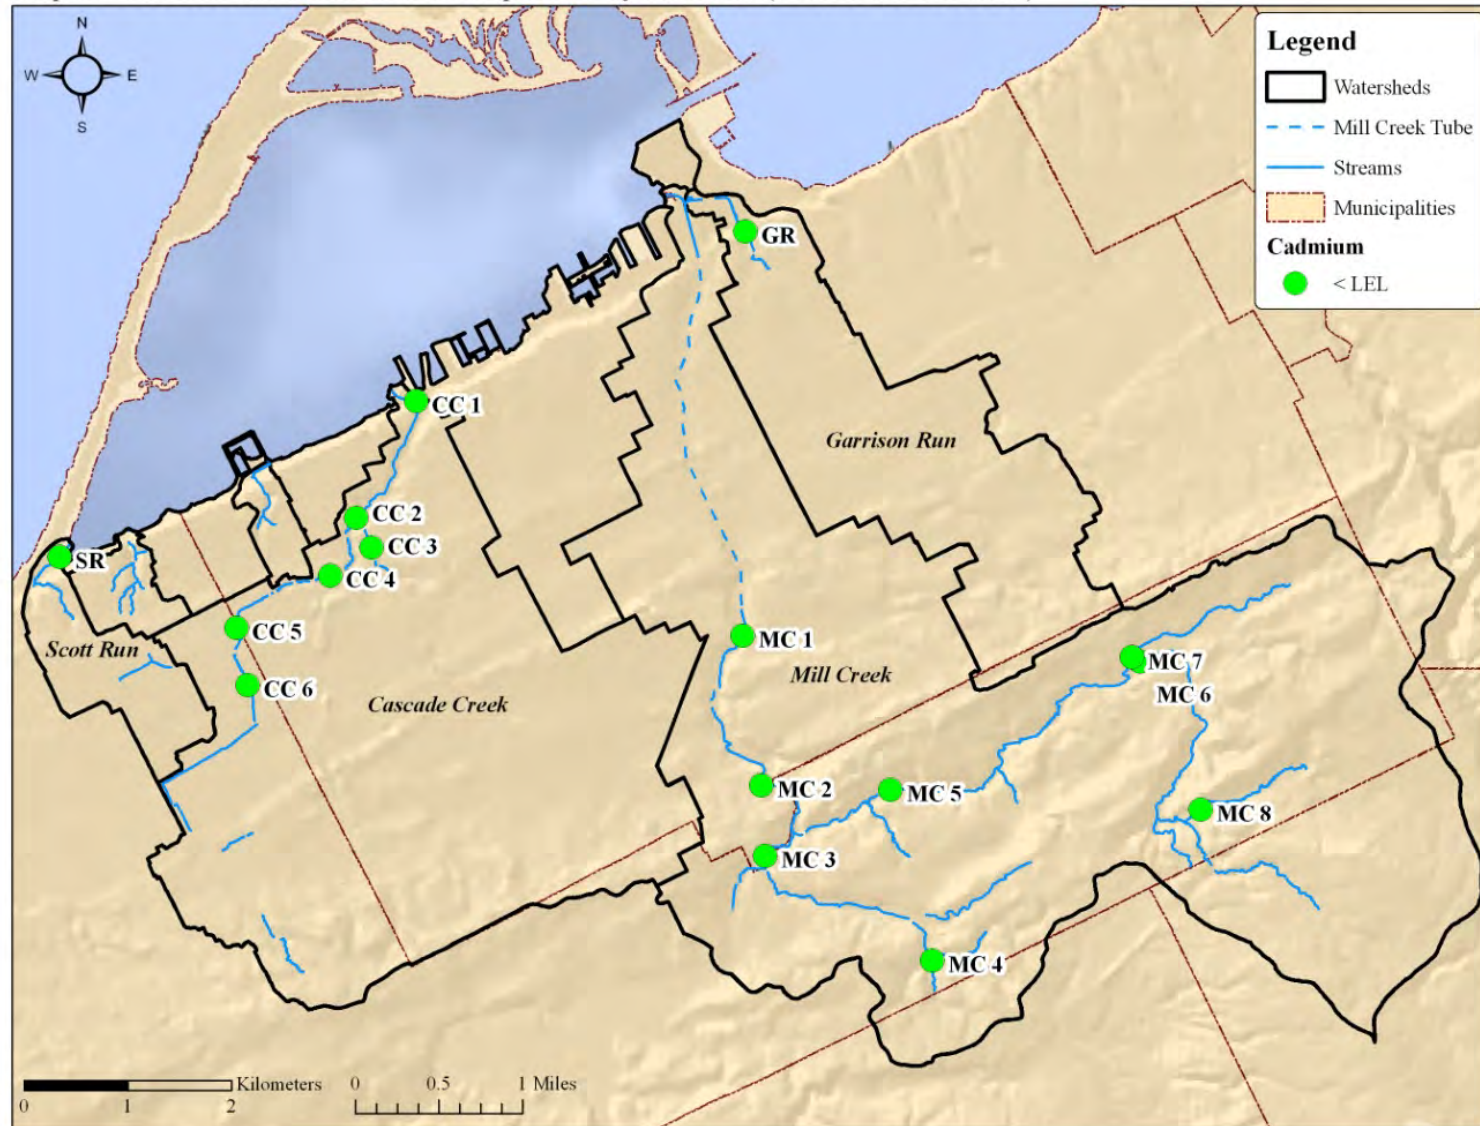 N
W E
S
Legend
Watersheds
Mill Creek Tube
Streams
Municipalities
Cadmium
< LEL
GR
CC 1
Garrison Run
CC 2
CC 3
SR
CC 4
CC 5
MC 1
Scott Run
MC 7
Mill Creek
CC 6
MC 6
Cascade Creek
MC 2
MC 5
MC 8
MC 3
MC 4
Kilometers
0 1 2
0 0.5 1 Miles